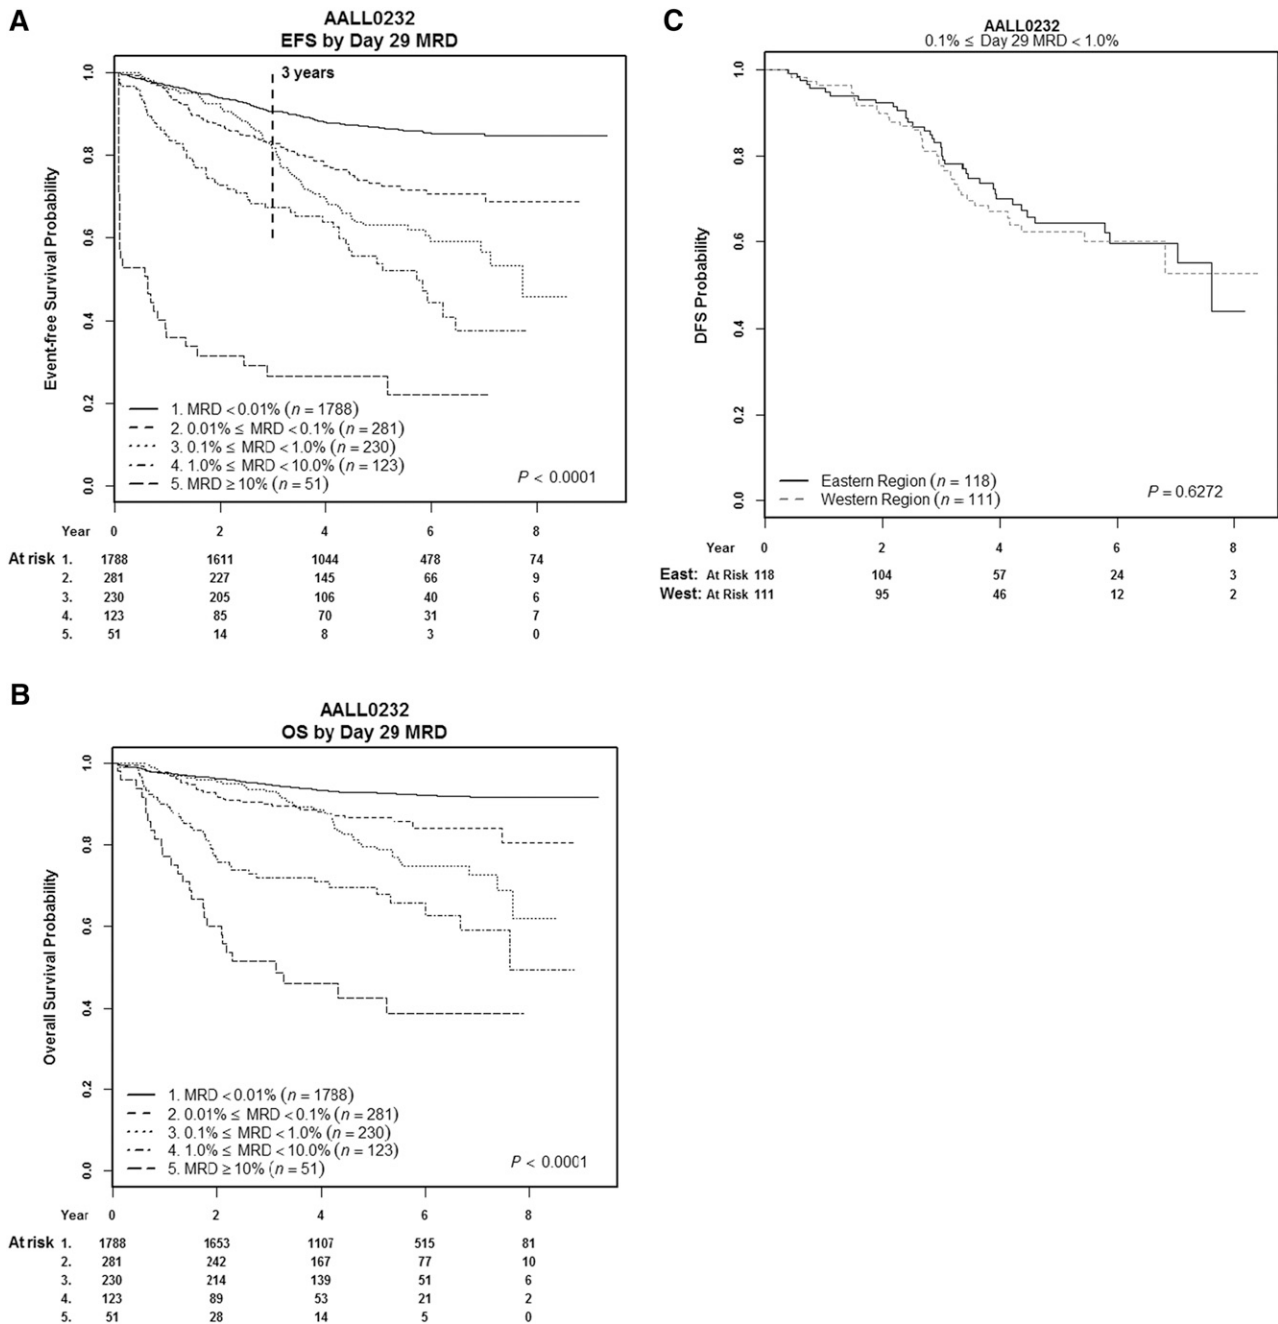 A
AALL0232
EFS by Day 29 MRD
3 years
Event-free Survival Probability
1.0
0.8
0.6
0.4
0.2
0.0
1. MRD < 0.01% (n = 1788)
2. 0.01% ≤ MRD < 0.1% (n = 281)
3. 0.1% ≤ MRD < 1.0% (n = 230)
4. 1.0% ≤ MRD < 10.0% (n = 123)
5. MRD ≥ 10% (n = 51)
P < 0.0001
Year 0 2 4 6 8
At risk 1. 1788 1611 1044 478 74
2. 281 227 145 66 9
3. 230 205 106 40 6
4. 123 85 70 31 7
5. 51 14 8 3 0
C
AALL0232
0.1% ≤ Day 29 MRD < 1.0%
DFS Probability
1.0
0.8
0.6
0.4
0.2
0.0
Eastern Region (n = 118)
Western Region (n = 111)
P = 0.6272
Year 0 2 4 6 8
East: At Risk 118 104 57 24 3
West: At Risk 111 95 46 12 2
B
AALL0232
OS by Day 29 MRD
Overall Survival Probability
1.0
0.8
0.6
0.4
0.2
0.0
1. MRD < 0.01% (n = 1788)
2. 0.01% ≤ MRD < 0.1% (n = 281)
3. 0.1% ≤ MRD < 1.0% (n = 230)
4. 1.0% ≤ MRD < 10.0% (n = 123)
5. MRD ≥ 10% (n = 51)
P < 0.0001
Year 0 2 4 6 8
At risk 1. 1788 1653 1107 515 81
2. 281 242 167 77 10
3. 230 214 139 51 6
4. 123 89 53 21 2
5. 51 28 14 5 0